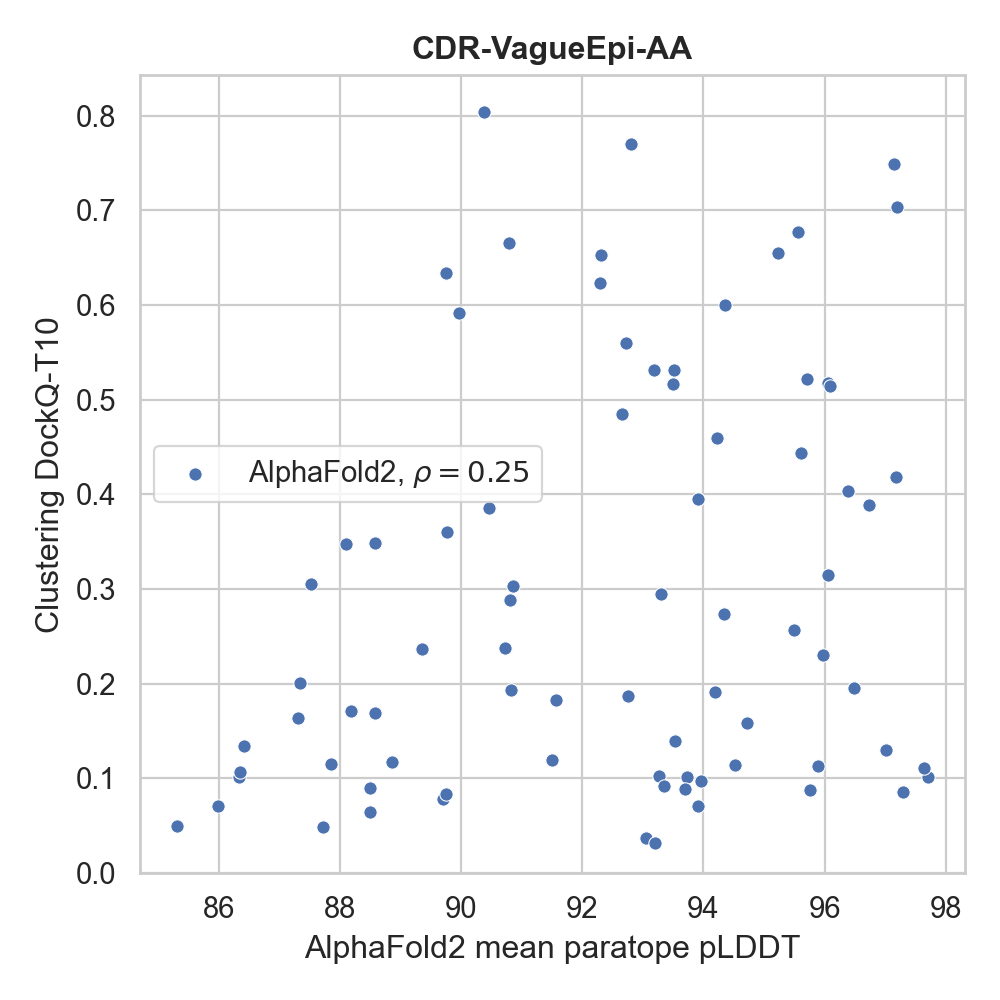 CDR-VagueEpi-AA
Clustering DockQ-T10
0.8
0.7
0.6
0.5
0.4
0.3
0.2
0.1
0.0
AlphaFold2, ρ = 0.25
86 88 90 92 94 96 98
AlphaFold2 mean paratope pLDDT